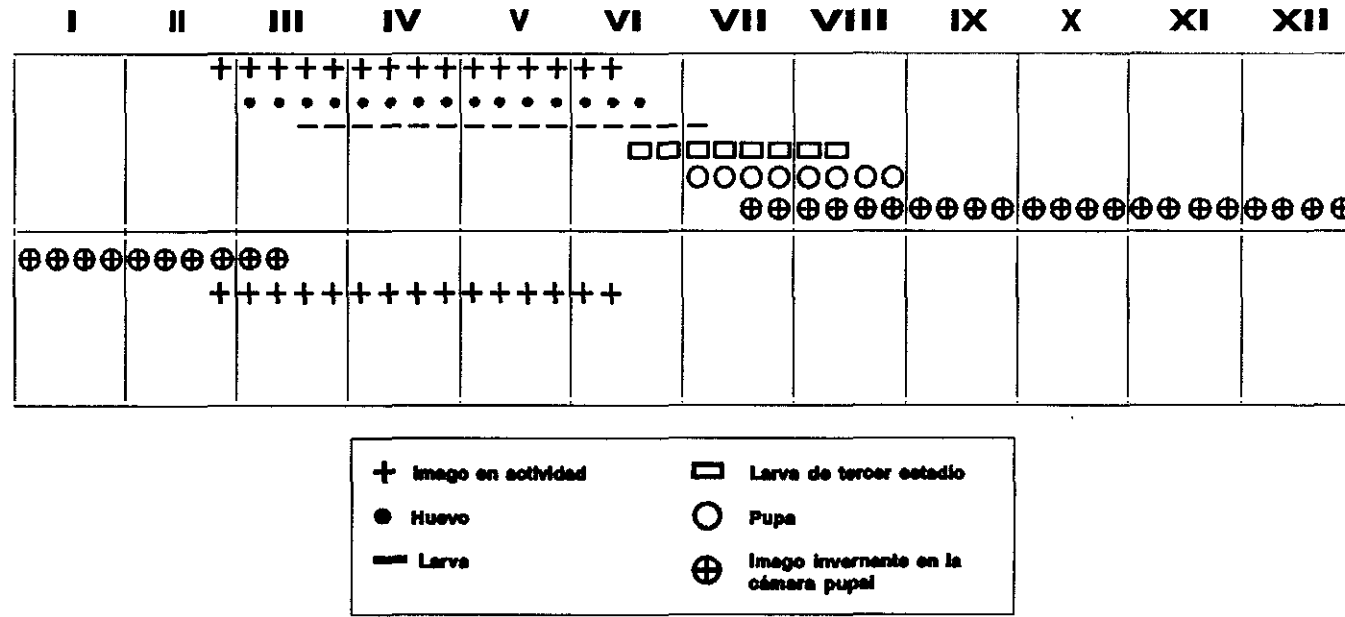 I II III IV V VI VII VIII IX X XI XII
Imago en actividad
Huevo
Larva
Larva de tercer estadio
Pupa
Imago invernante en la
cámara pupal